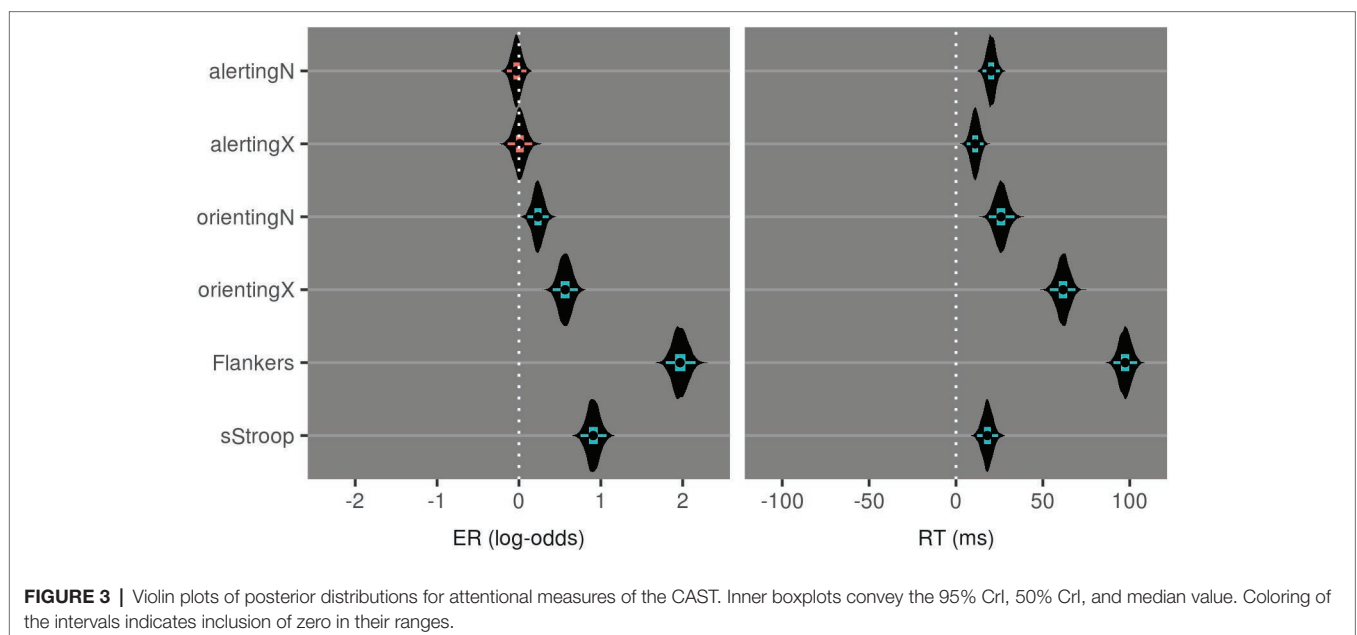 alertingN
alertingX
orientingN
orientingX
Flankers
sStroop
-2 -1 0 1 2
ER (log-odds)
-100 -50 0 50 100
RT (ms)
FIGURE 3 | Violin plots of posterior distributions for attentional measures of the CAST. Inner boxplots convey the 95% CrI, 50% CrI, and median value. Coloring of
the intervals indicates inclusion of zero in their ranges.